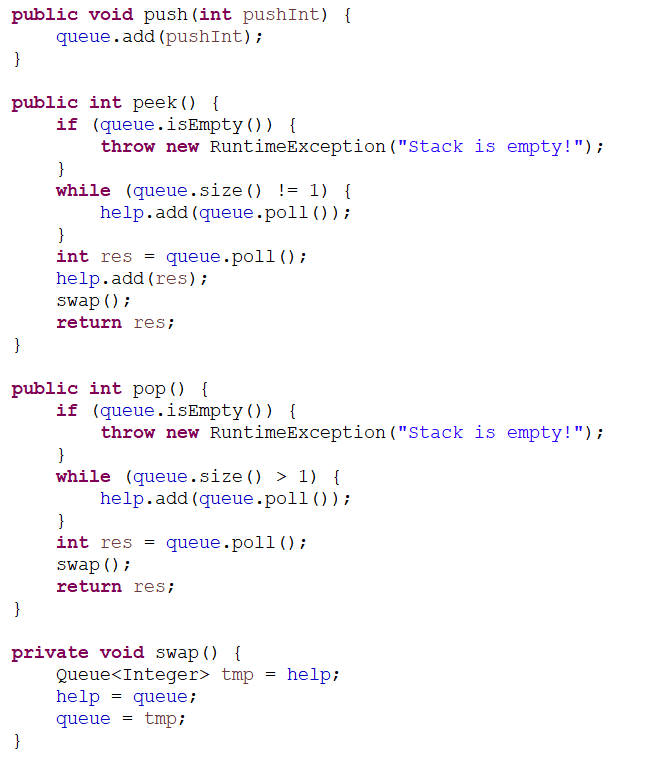 public void push(int pushInt) {
    queue.add(pushInt);
}

public int peek() {
    if (queue.isEmpty()) {
        throw new RuntimeException("Stack is empty!");
    }
    while (queue.size() != 1) {
        help.add(queue.poll());
    }
    int res = queue.poll();
    help.add(res);
    swap();
    return res;
}

public int pop() {
    if (queue.isEmpty()) {
        throw new RuntimeException("Stack is empty!");
    }
    while (queue.size() > 1) {
        help.add(queue.poll());
    }
    int res = queue.poll();
    swap();
    return res;
}

private void swap() {
    Queue<Integer> tmp = help;
    help = queue;
    queue = tmp;
}